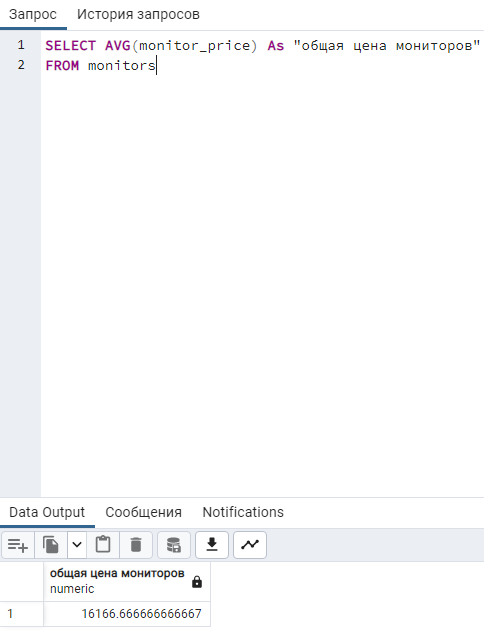 Запрос История запросов
1 SELECT AVG(monitor_price) As "общая цена мониторов"
2 FROM monitors
Data Output Сообщения Notifications
общая цена мониторов
numeric
1 16166.666666666667